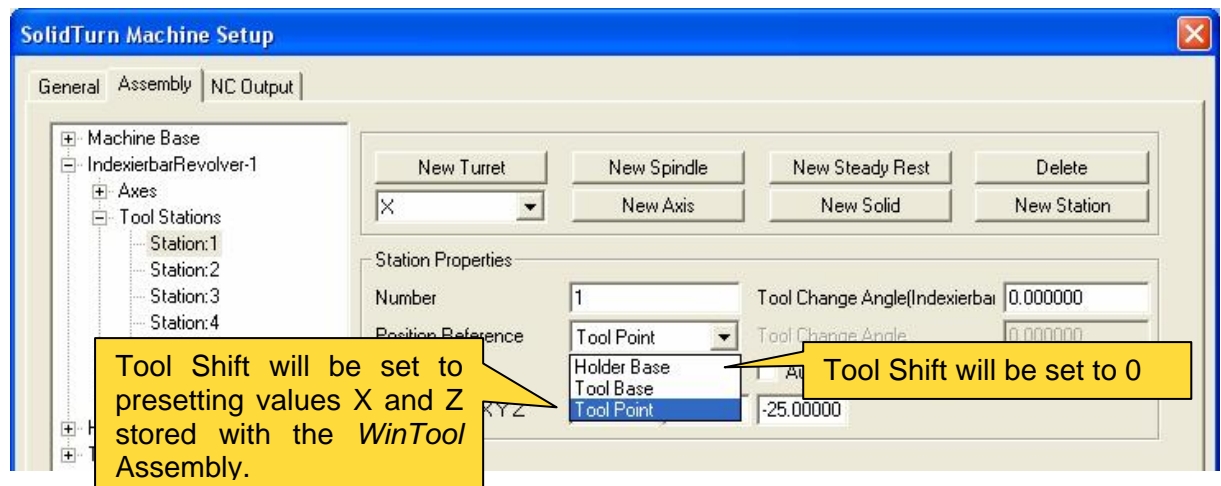 SolidTurn Machine Setup
General Assembly NC Output
Machine Base
IndexierbarRevolver-1
Axes
Tool Stations
Station:1
Station:2
Station:3
Station:4
New Turret New Spindle New Steady Rest Delete
X New Axis New Solid New Station
Station Properties
Number 1 Tool Change Angle(Indexierbar 0.000000
Position Reference Tool Point Tool Change Angle 0.000000
Holder Base
Tool Base
Tool Point
XYZ -25.00000
Tool Shift will be set to
presetting values X and Z
stored with the WinTool
Assembly.
Tool Shift will be set to 0